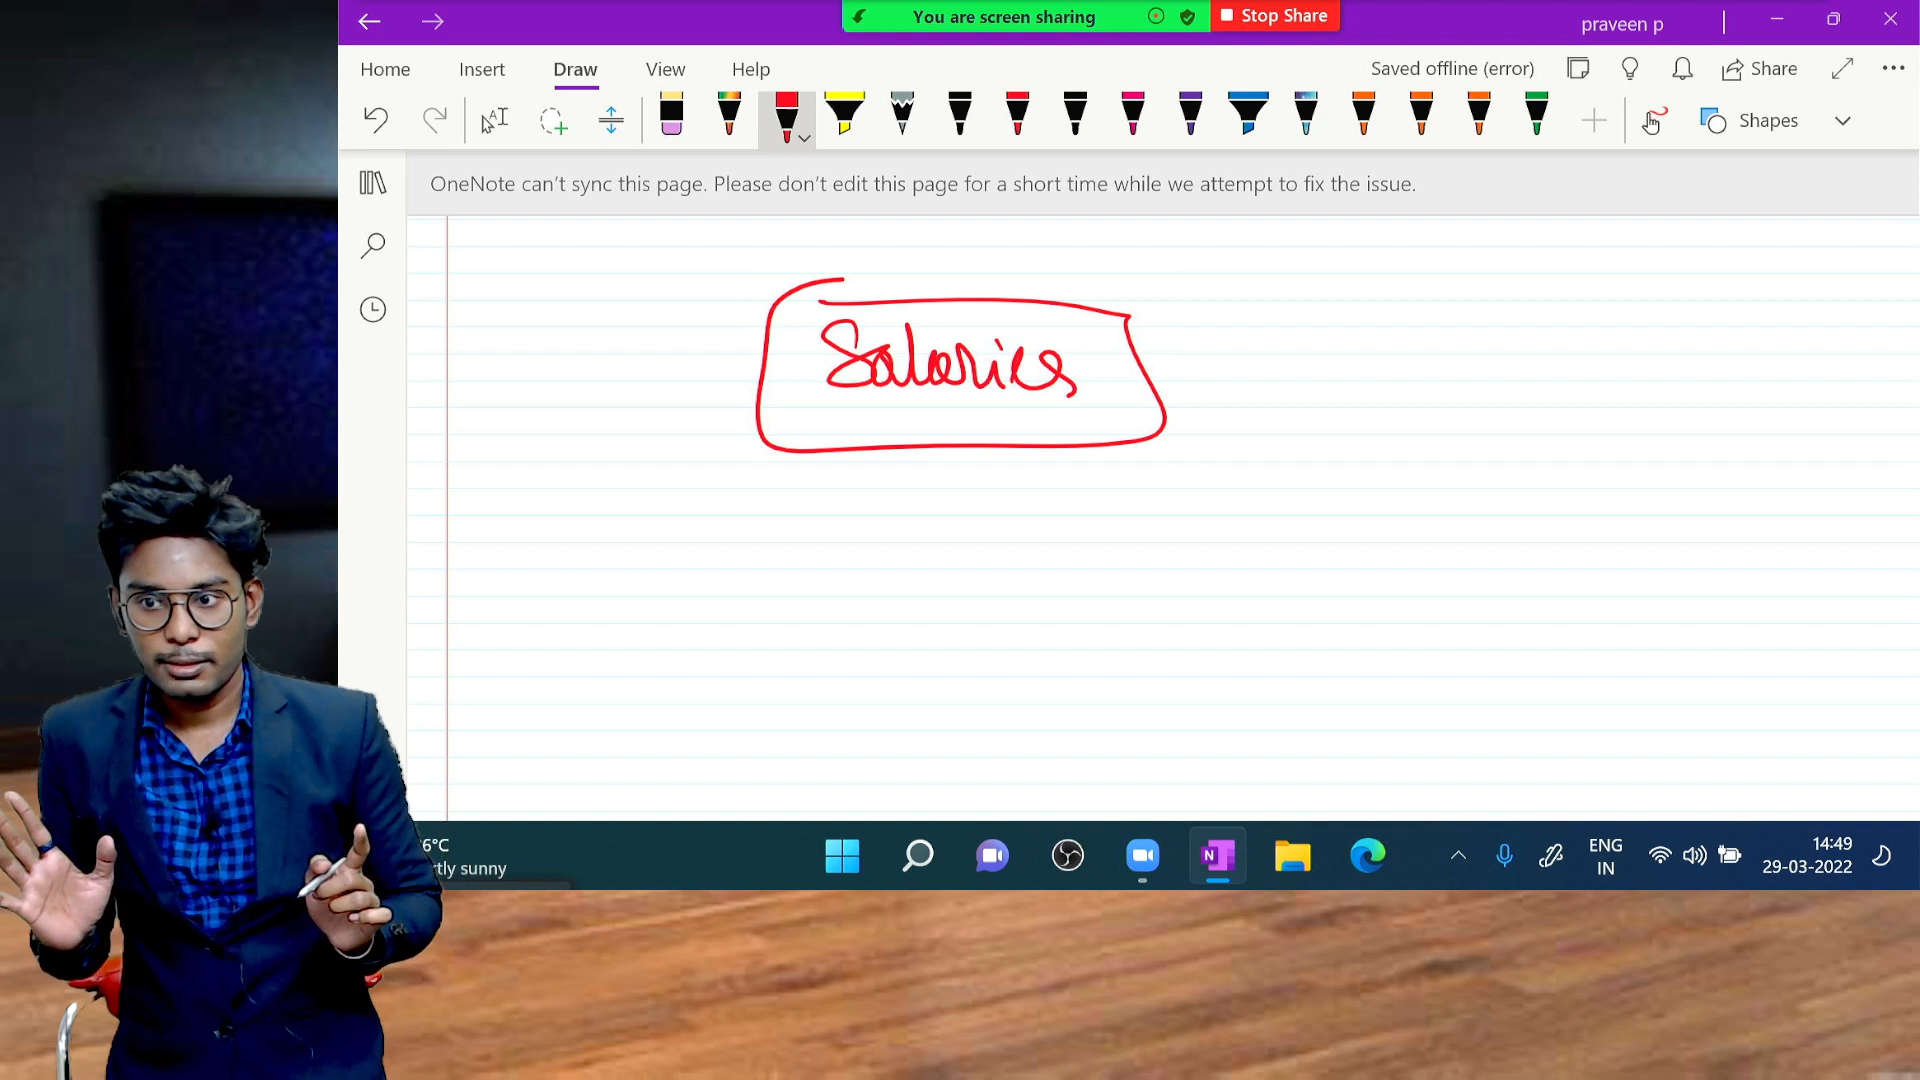 You are screen sharing
Stop Share
praveen p
Home Insert Draw View Help
Saved offline (error)
Share
Shapes
OneNote can't sync this page. Please don't edit this page for a short time while we attempt to fix the issue.
Salaries
6°C
rtly sunny
ENG
IN
14:49
29-03-2022